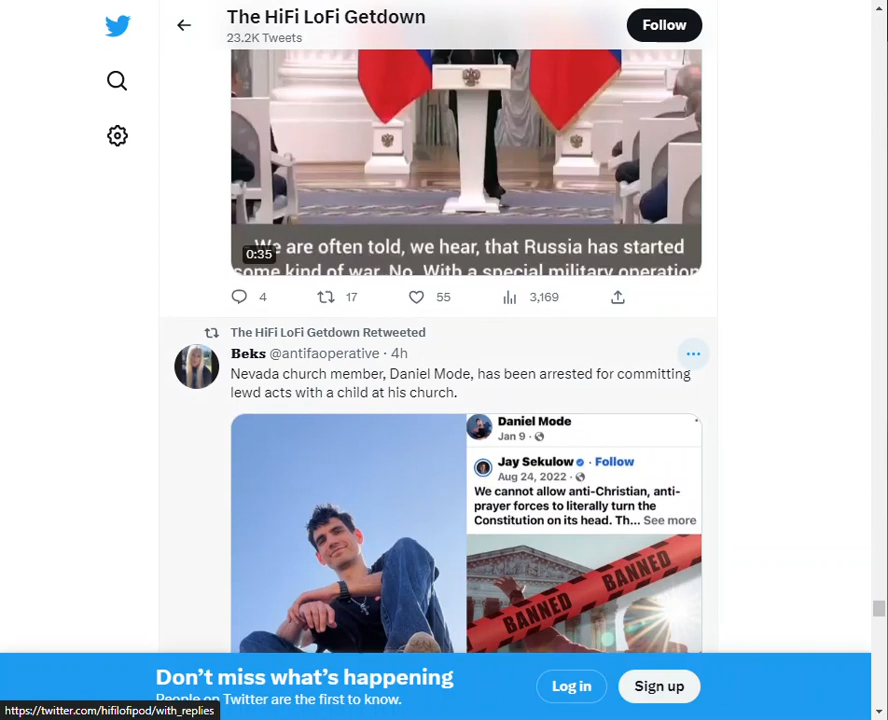 The HiFi LoFi Getdown
23.2K Tweets
Follow
We are often told, we hear, that Russia has started
some kind of war. No. With a special military operation
0:35
4
17
55
3,169
The HiFi LoFi Getdown Retweeted
Beks @antifaoperative · 4h
Nevada church member, Daniel Mode, has been arrested for committing
lewd acts with a child at his church.
Daniel Mode
Jan 9 ·
Jay Sekulow · Follow
Aug 24, 2022 ·
We cannot allow anti-Christian, anti-
prayer forces to literally turn the
Constitution on its head. Th... See more
BANNED BANNED
Don't miss what's happening
People on Twitter are the first to know.
Log in
Sign up
https://twitter.com/hifilofipod/with_replies